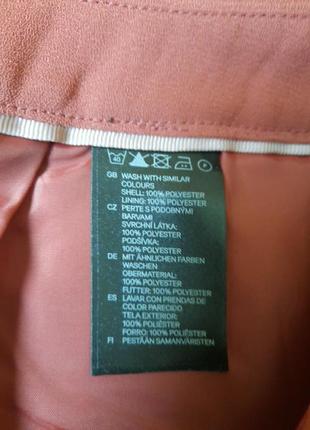 40
P
GB WASH WITH SIMILAR
COLOURS
SHELL: 100% POLYESTER
LINING: 100% POLYESTER
CZ PERTE S PODOBNÝMI
BARVAMI
SVRCHNÍ LÁTKA:
100% POLYESTER
PODŠÍVKA:
100% POLYESTER
DE MIT ÄHNLICHEN FARBEN
WASCHEN
OBERMATERIAL:
100% POLYESTER
FUTTER: 100% POLYESTER
ES LAVAR CON PRENDAS DE
COLOR PARECIDO
TELA EXTERIOR:
100% POLIÉSTER
FORRO: 100% POLIÉSTER
FI PESTÄÄN SAMANVÄRISTEN